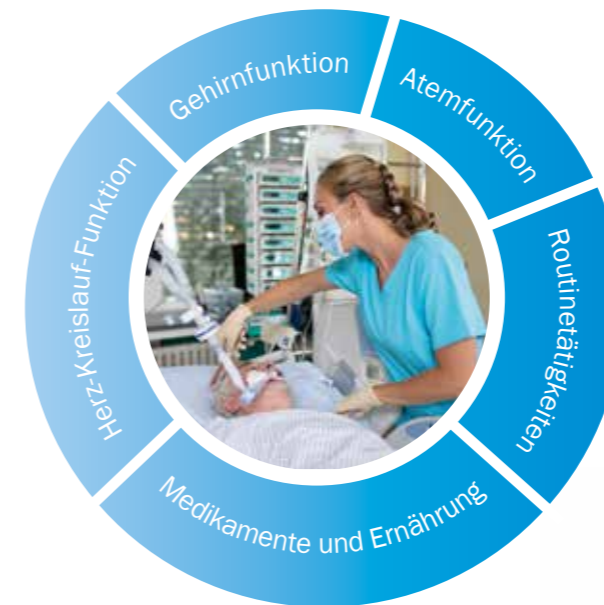 Gehirnfunktion
Atemfunktion
Routinetätigkeiten
Medikamente und Ernährung
Herz-Kreislauf-Funktion